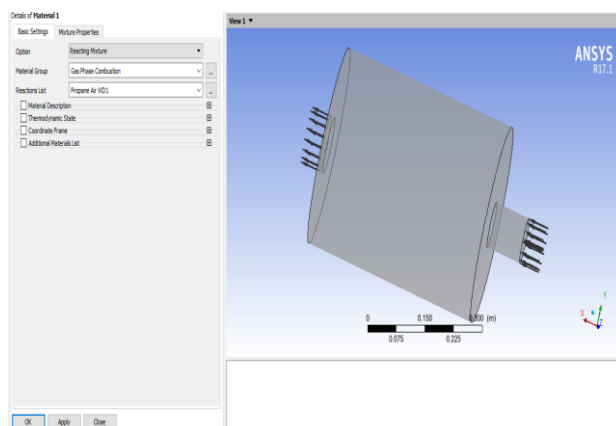 Details of Material 1
Basic Settings
Mixture Properties
Option
Reacting Mixture
Material Group
Gas Phase Combustion
...
Reactions List
Propane Air WD1
...
Material Description
Thermodynamic State
Coordinate Frame
Additional Materials List
OK
Apply
Close
View 1
ANSYS
R17.1
0
0.150
0.300 (m)
0.075
0.225
Y
X
Z